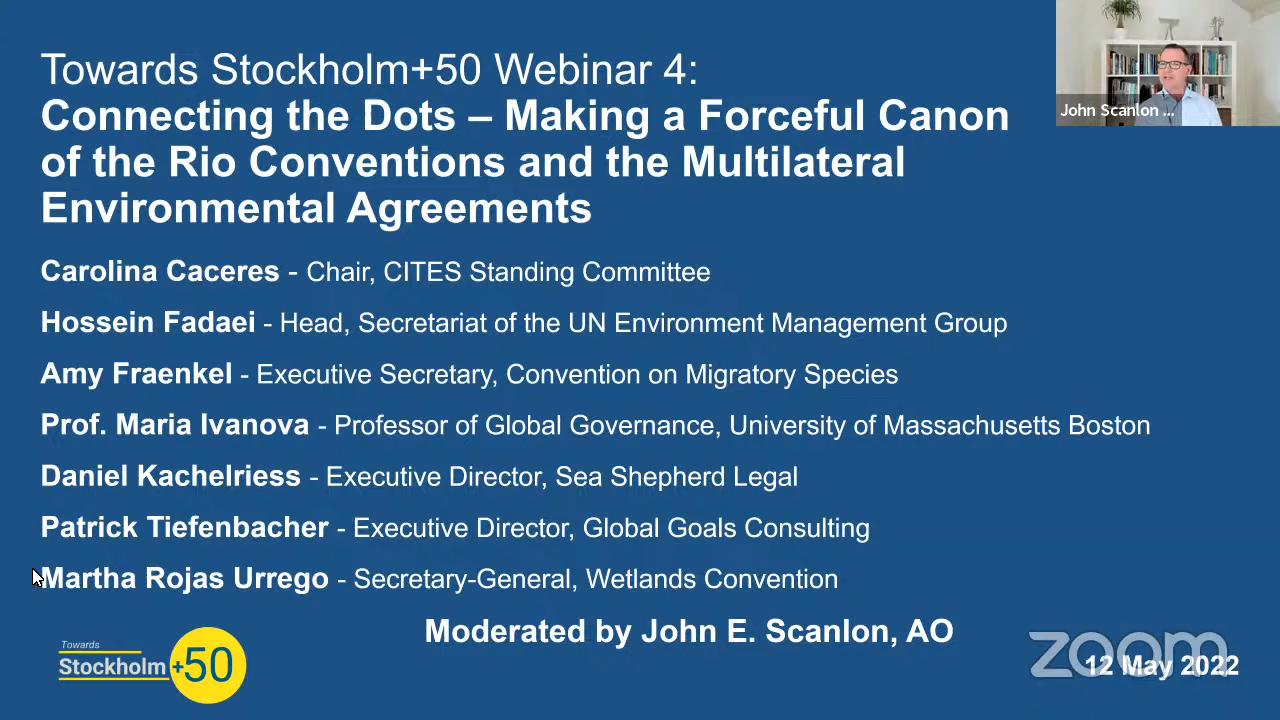 Towards Stockholm+50 Webinar 4:
Connecting the Dots – Making a Forceful Canon
of the Rio Conventions and the Multilateral
Environmental Agreements
John Scanlon ...
Carolina Caceres - Chair, CITES Standing Committee
Hossein Fadaei - Head, Secretariat of the UN Environment Management Group
Amy Fraenkel - Executive Secretary, Convention on Migratory Species
Prof. Maria Ivanova - Professor of Global Governance, University of Massachusetts Boston
Daniel Kachelriess - Executive Director, Sea Shepherd Legal
Patrick Tiefenbacher - Executive Director, Global Goals Consulting
Martha Rojas Urrego - Secretary-General, Wetlands Convention
Moderated by John E. Scanlon, AO
Towards
Stockholm+50
zoom
12 May 2022